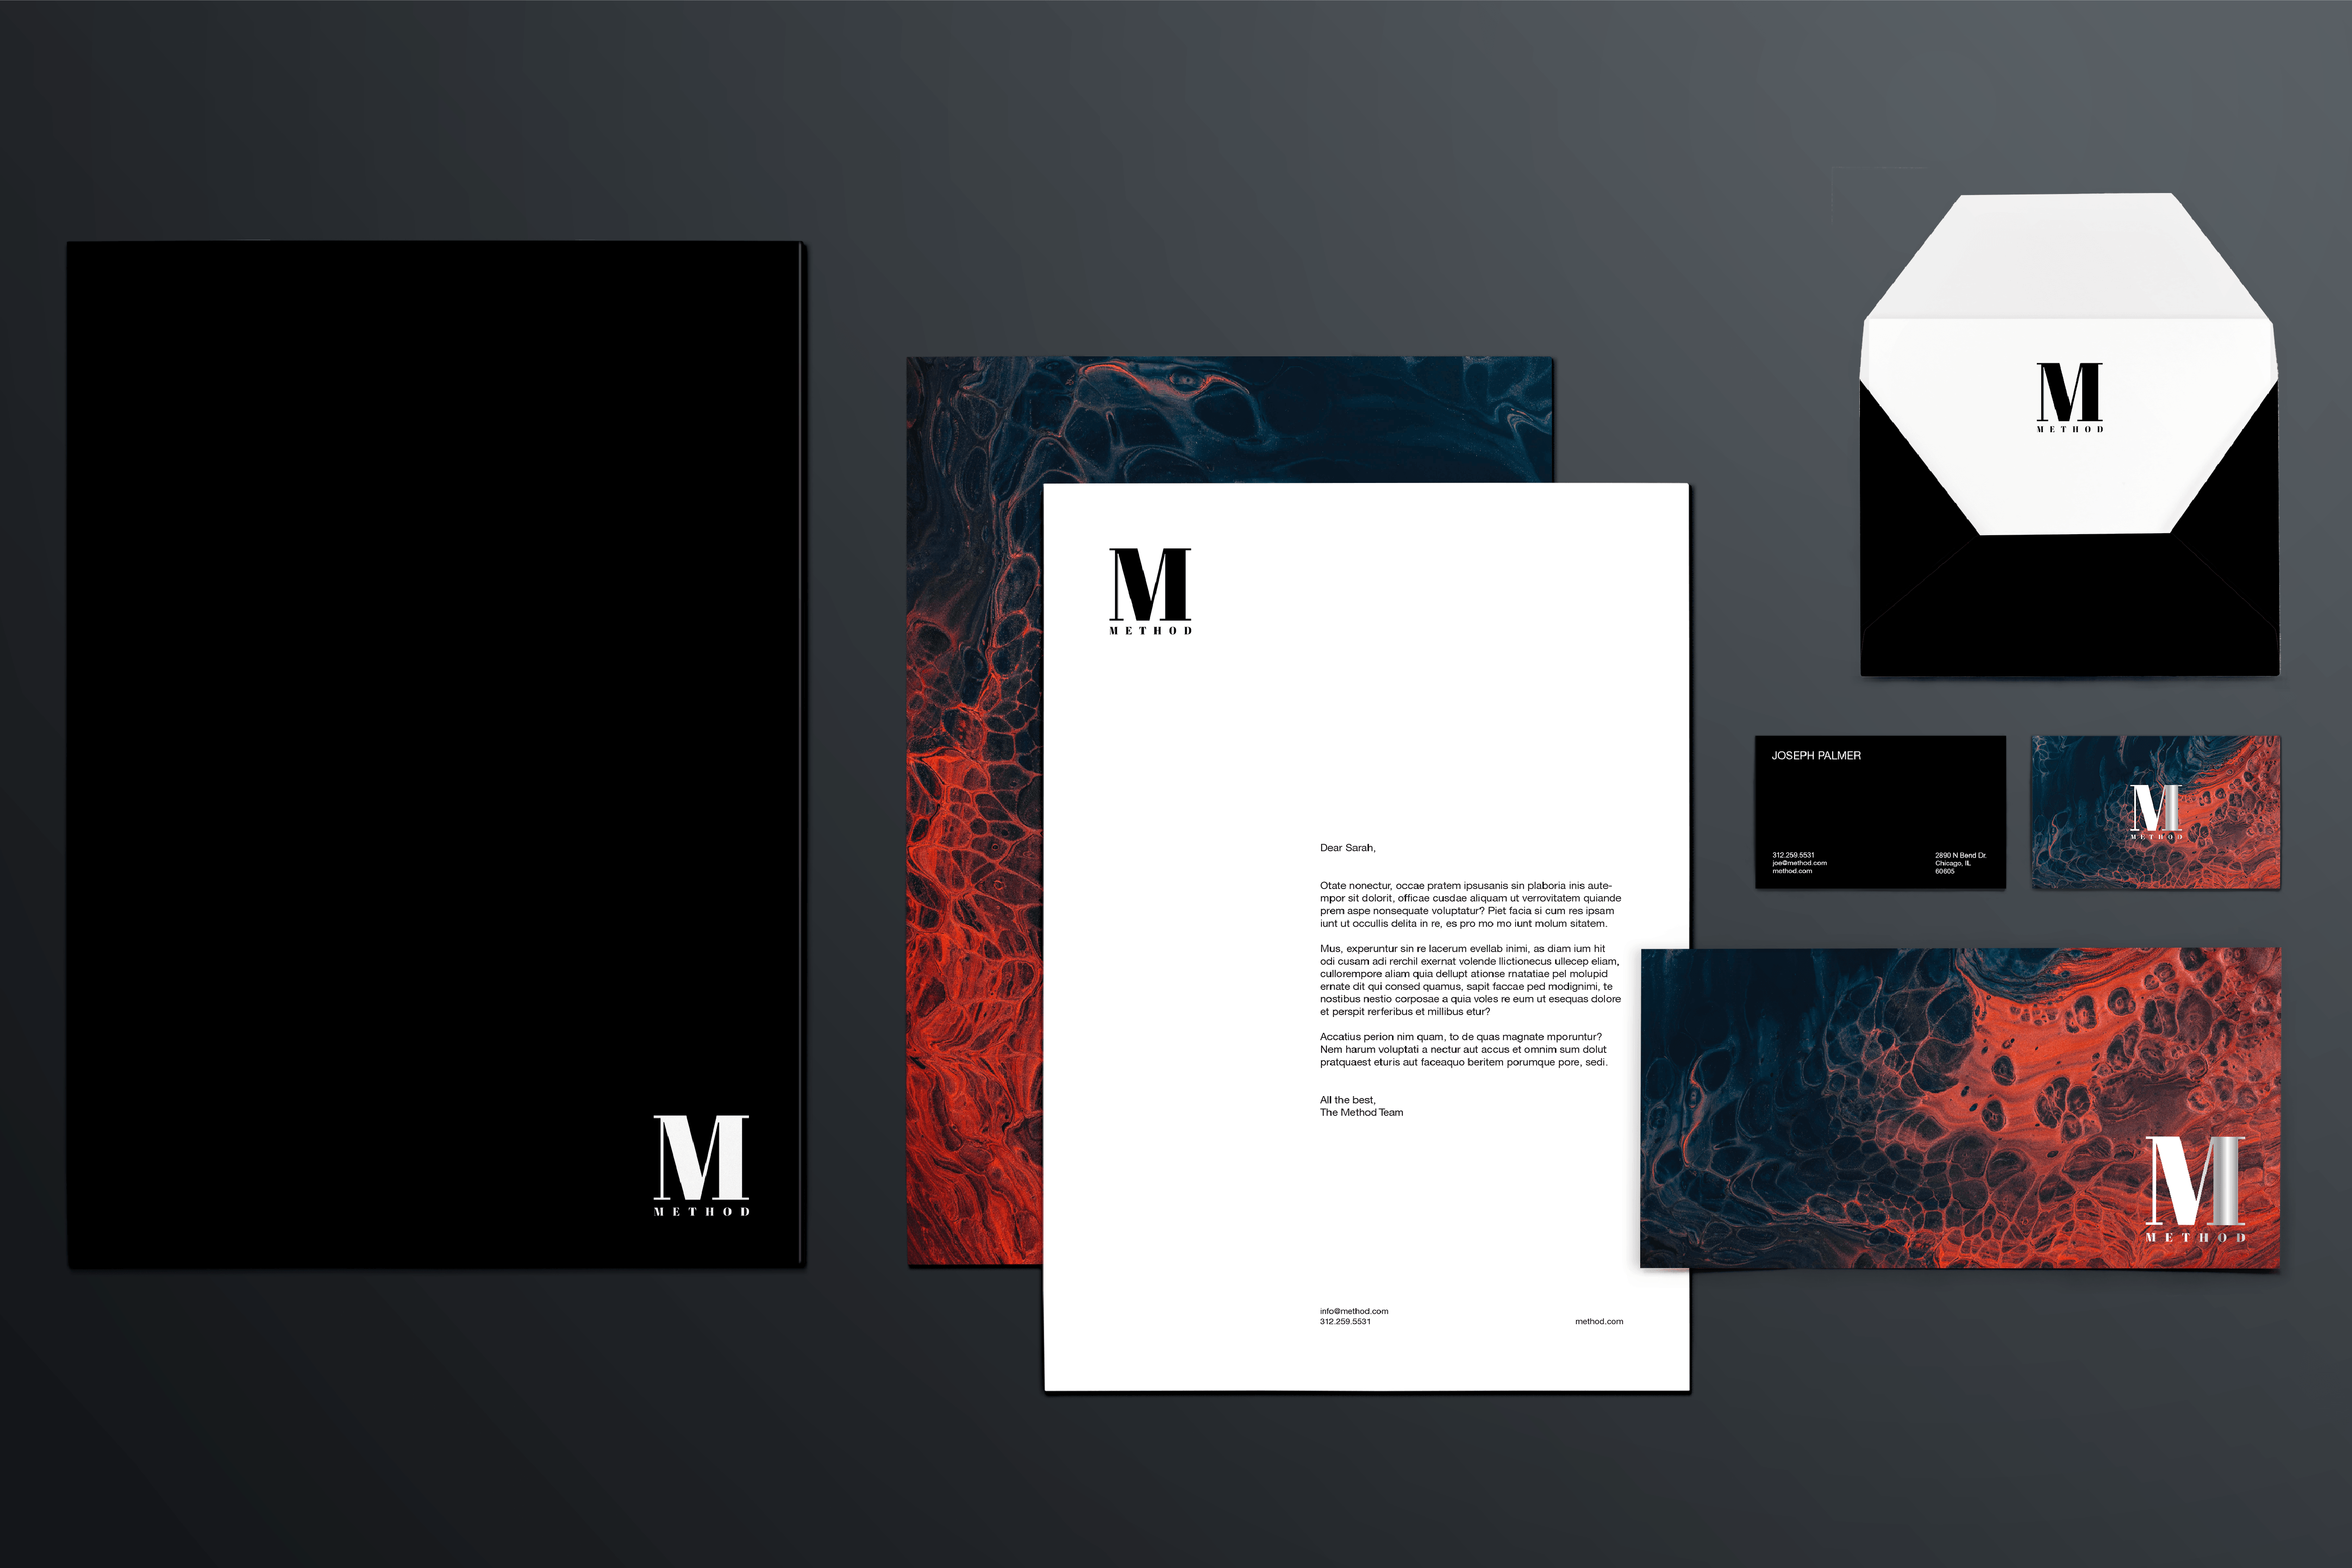 M
METHOD
M
METHOD
Dear Sarah,
Otate nonectur, occae pratem ipsusanis sin plaboria inis aute-
mpor sit dolorit, officae cusdae aliquam ut verrovitatem quiande
prem aspe nonsequate voluptatur? Piet facia si cum res ipsam
iunt ut occullis delita in re, es pro mo mo iunt molum sitatem.
Mus, experuntur sin re lacerum evellab inimi, as diam ium hit
odi cusam adi rerchil exernat volende llictionecus ullecep eliam,
cullorempore aliam quia dellupt ationse rnatatiae pel molupid
ernate dit qui consed quamus, sapit faccae ped modignimi, te
nostibus nestio corposae a quia voles re eum ut esequas dolore
et perspit rerferibus et millibus etur?
Accatius perion nim quam, to de quas magnate mporuntur?
Nem harum voluptati a nectur aut accus et omnim sum dolut
pratquaest eturis aut faceaquo beritem porumque pore, sedi.
All the best,
The Method Team
info@method.com
312.259.5531
method.com
M
METHOD
JOSEPH PALMER
312.259.5531
joe@method.com
method.com
2890 N Bend Dr.
Chicago, IL
60605
M
METHOD
M
METHOD